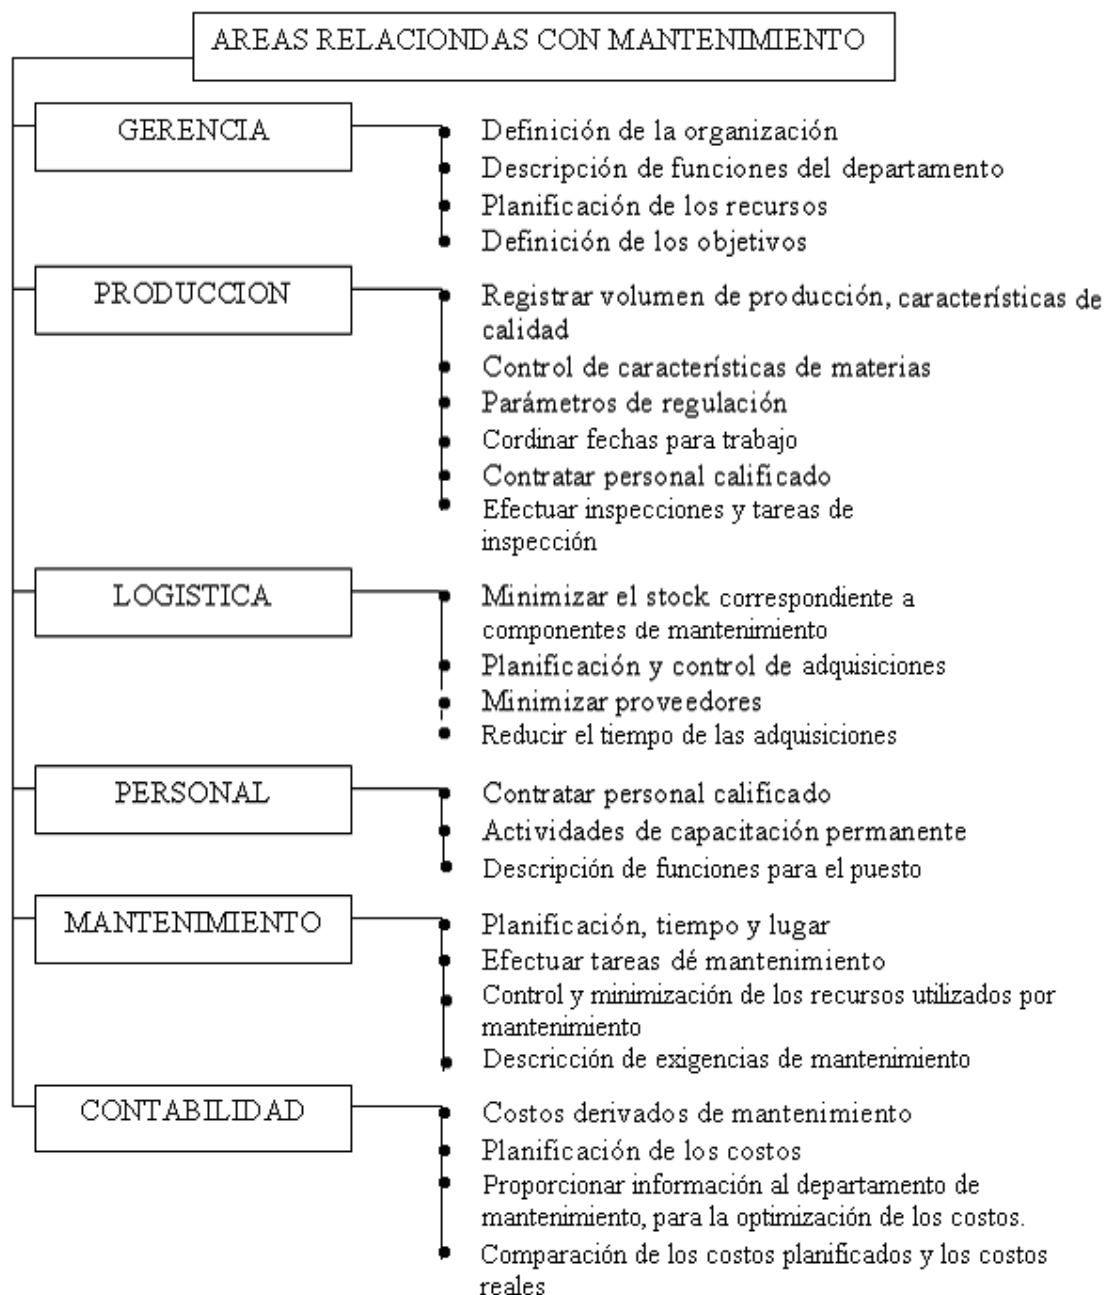 AREAS RELACIONDAS CON MANTENIMIENTO
GERENCIA
Definición de la organización
Descripción de funciones del departamento
Planificación de los recursos
Definición de los objetivos
PRODUCCION
Registrar volumen de producción, características de
calidad
Control de características de materias
Parámetros de regulación
Cordinar fechas para trabajo
Contratar personal calificado
Efectuar inspecciones y tareas de
inspección
LOGISTICA
Minimizar el stock correspondiente a
componentes de mantenimiento
Planificación y control de adquisiciones
Minimizar proveedores
Reducir el tiempo de las adquisiciones
PERSONAL
Contratar personal calificado
Actividades de capacitación permanente
Descripción de funciones para el puesto
MANTENIMIENTO
Planificación, tiempo y lugar
Efectuar tareas dé mantenimiento
Control y minimización de los recursos utilizados por
mantenimiento
Descricción de exigencias de mantenimiento
CONTABILIDAD
Costos derivados de mantenimiento
Planificación de los costos
Proporcionar información al departamento de
mantenimiento, para la optimización de los costos.
Comparación de los costos planificados y los costos
reales